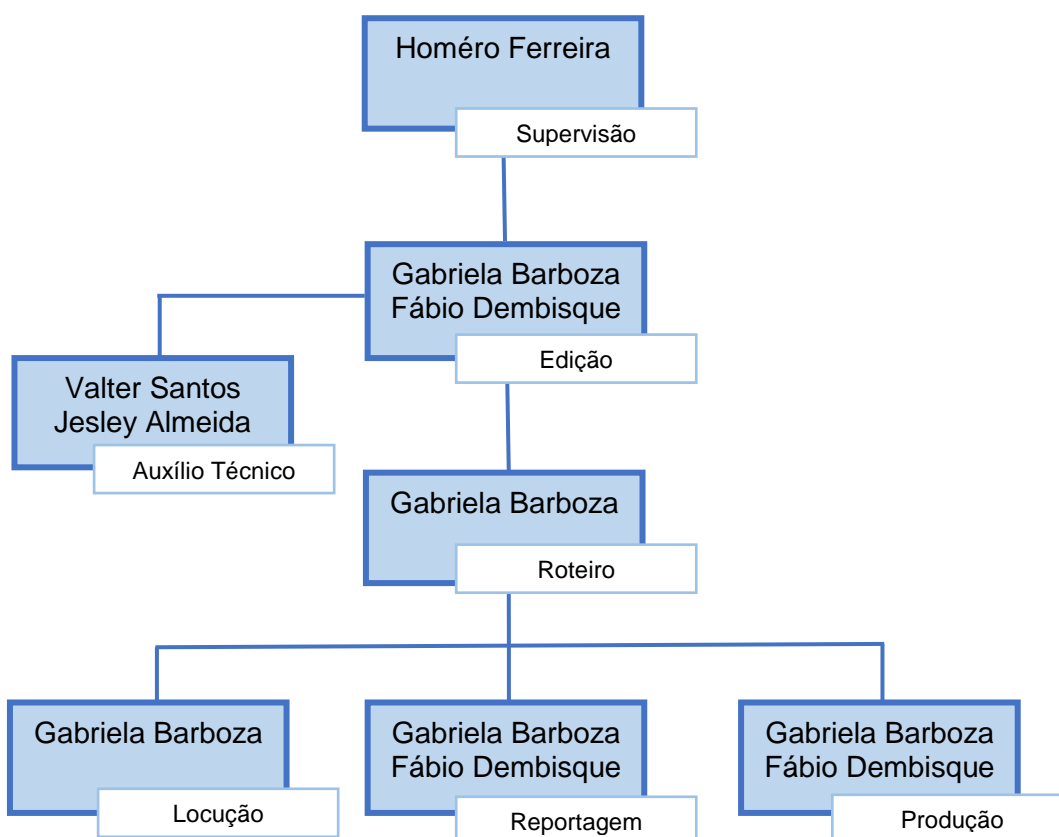 Homéro Ferreira
Supervisão
Gabriela Barboza
Fábio Dembisque
Edição
Valter Santos
Jesley Almeida
Auxílio Técnico
Gabriela Barboza
Roteiro
Gabriela Barboza
Locução
Gabriela Barboza
Fábio Dembisque
Reportagem
Gabriela Barboza
Fábio Dembisque
Produção